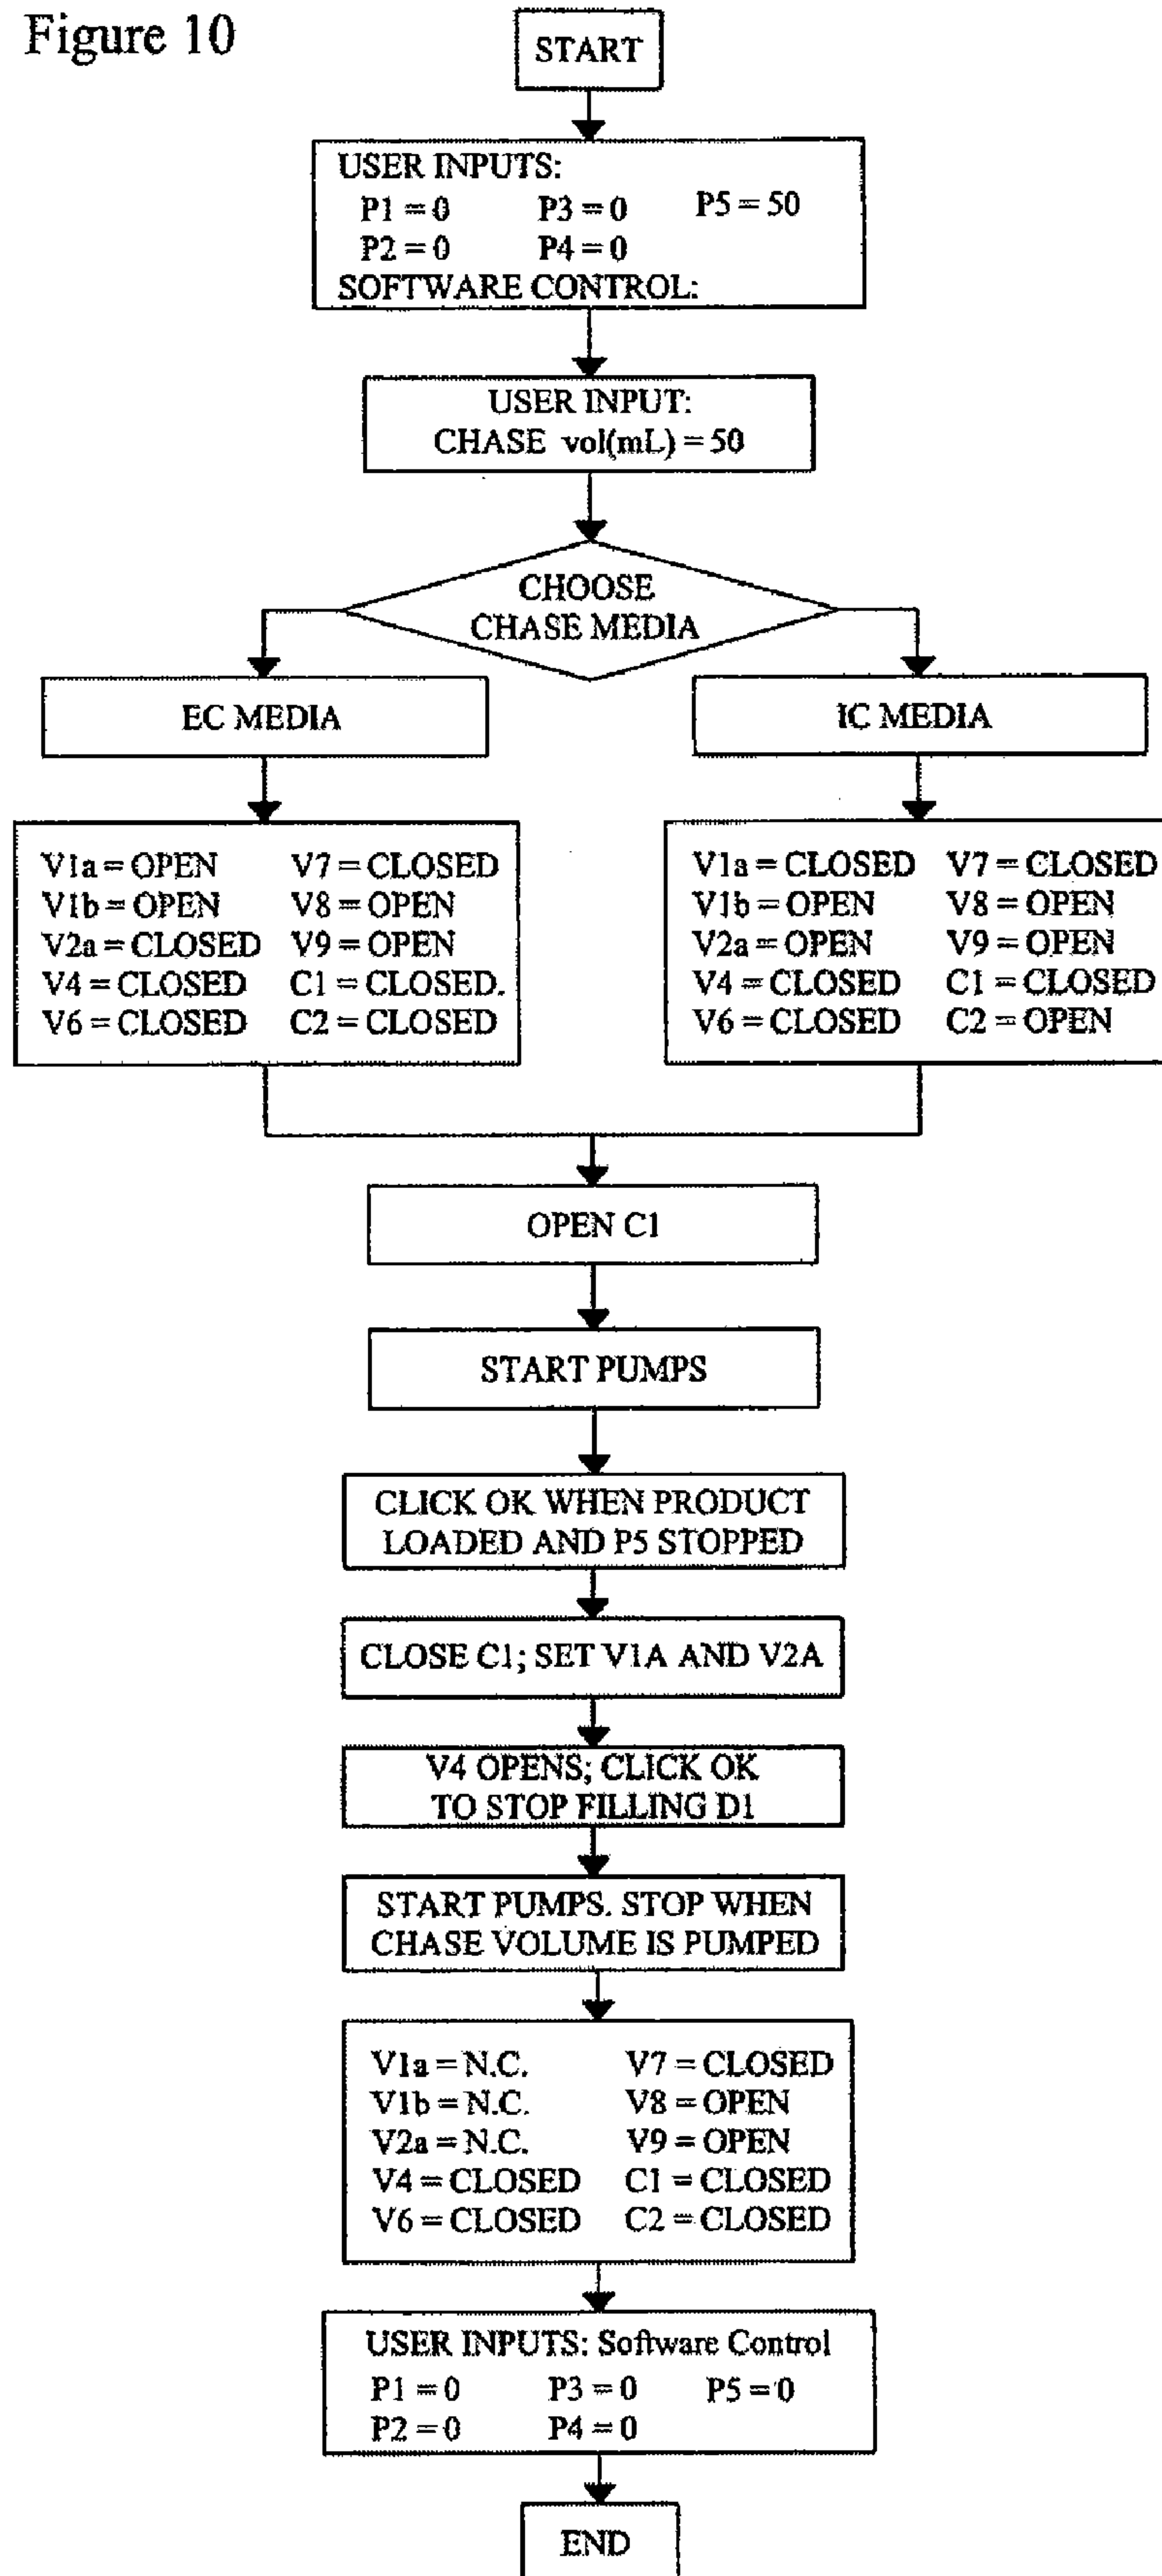 Figure 10
START
USER INPUTS:
P1 = 0 P3 = 0 P5 = 50
P2 = 0 P4 = 0
SOFTWARE CONTROL:
USER INPUT:
CHASE vol(mL) = 50
CHOOSE
CHASE MEDIA
EC MEDIA
IC MEDIA
V1a = OPEN V7 = CLOSED
V1b = OPEN V8 = OPEN
V2a = CLOSED V9 = OPEN
V4 = CLOSED C1 = CLOSED.
V6 = CLOSED C2 = CLOSED
V1a = CLOSED V7 = CLOSED
V1b = OPEN V8 = OPEN
V2a = OPEN V9 = OPEN
V4 = CLOSED C1 = CLOSED
V6 = CLOSED C2 = OPEN
OPEN C1
START PUMPS
CLICK OK WHEN PRODUCT
LOADED AND P5 STOPPED
CLOSE C1; SET V1A AND V2A
V4 OPENS; CLICK OK
TO STOP FILLING D1
START PUMPS. STOP WHEN
CHASE VOLUME IS PUMPED
V1a = N.C. V7 = CLOSED
V1b = N.C. V8 = OPEN
V2a = N.C. V9 = OPEN
V4 = CLOSED C1 = CLOSED
V6 = CLOSED C2 = CLOSED
USER INPUTS: Software Control
P1 = 0 P3 = 0 P5 = 0
P2 = 0 P4 = 0
END